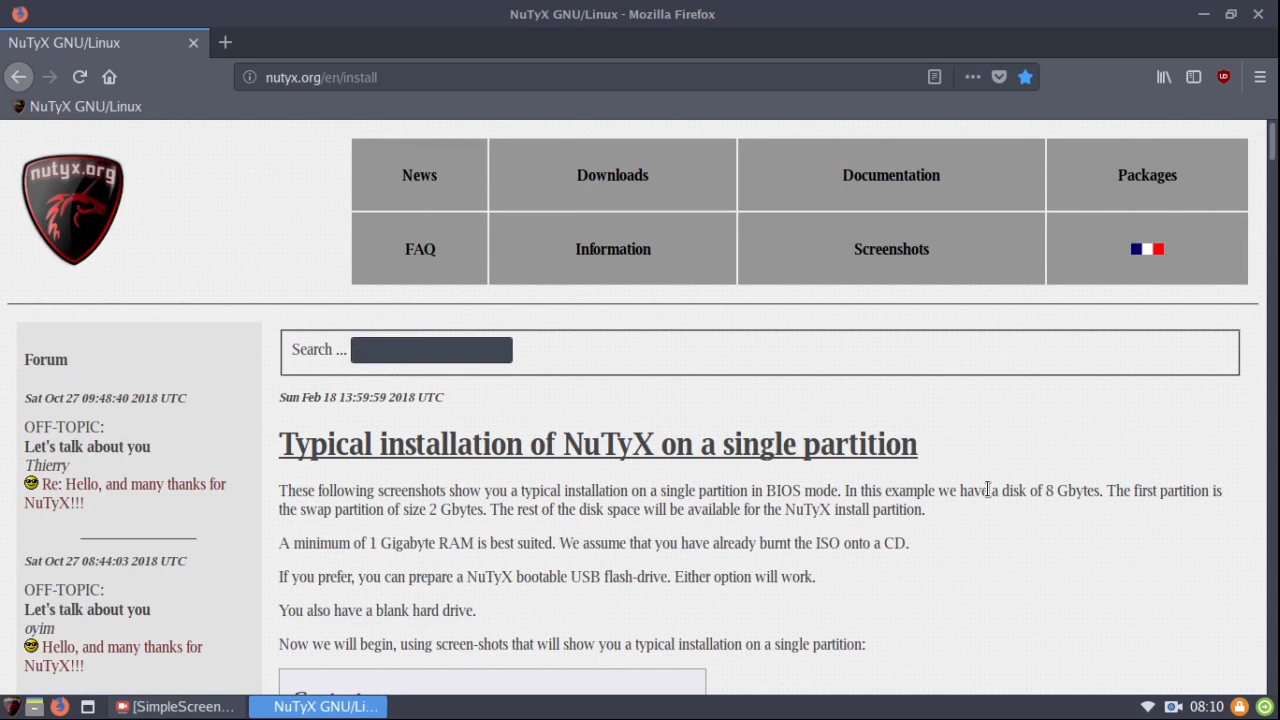 NuTyX GNU/Linux - Mozilla Firefox
NuTyX GNU/Linux
nutyx.org/en/install
NuTyX GNU/Linux
nutyx.org
News
Downloads
Documentation
Packages
FAQ
Information
Screenshots
Forum
Sat Oct 27 09:48:40 2018 UTC
OFF-TOPIC:
Let's talk about you
Thierry
Re: Hello, and many thanks for
NuTyX!!!
Sat Oct 27 08:44:03 2018 UTC
OFF-TOPIC:
Let's talk about you
oyim
Hello, and many thanks for
NuTyX!!!
Search ...
Sun Feb 18 13:59:59 2018 UTC
Typical installation of NuTyX on a single partition
These following screenshots show you a typical installation on a single partition in BIOS mode. In this example we have a disk of 8 Gbytes. The first partition is
the swap partition of size 2 Gbytes. The rest of the disk space will be available for the NuTyX install partition.
A minimum of 1 Gigabyte RAM is best suited. We assume that you have already burnt the ISO onto a CD.
If you prefer, you can prepare a NuTyX bootable USB flash-drive. Either option will work.
You also have a blank hard drive.
Now we will begin, using screen-shots that will show you a typical installation on a single partition:
[SimpleScreen...
NuTyX GNU/Li...
08:10